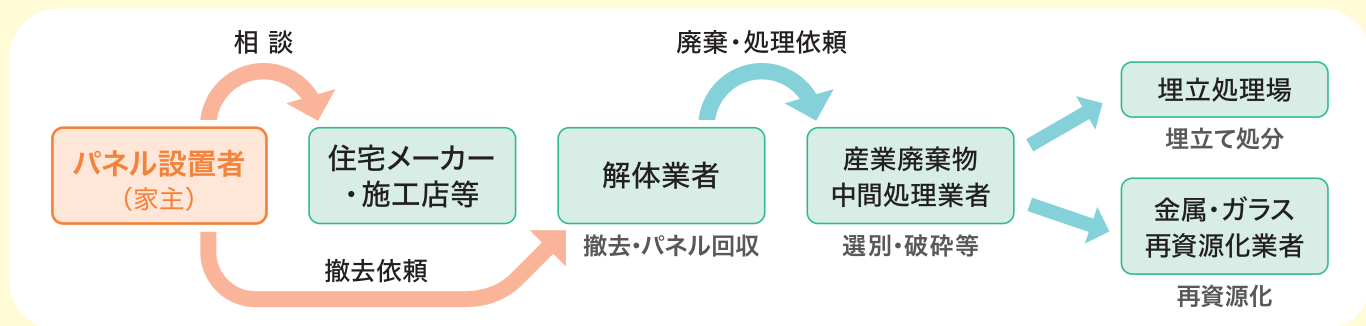 相 談
廃棄・処理依頼
パネル設置者
（家主）
住宅メーカー
・施工店等
解体業者
産業廃棄物
中間処理業者
埋立処理場
埋立て処分
金属・ガラス
再資源化業者
再資源化
撤去・パネル回収
選別・破砕等
撤去依頼